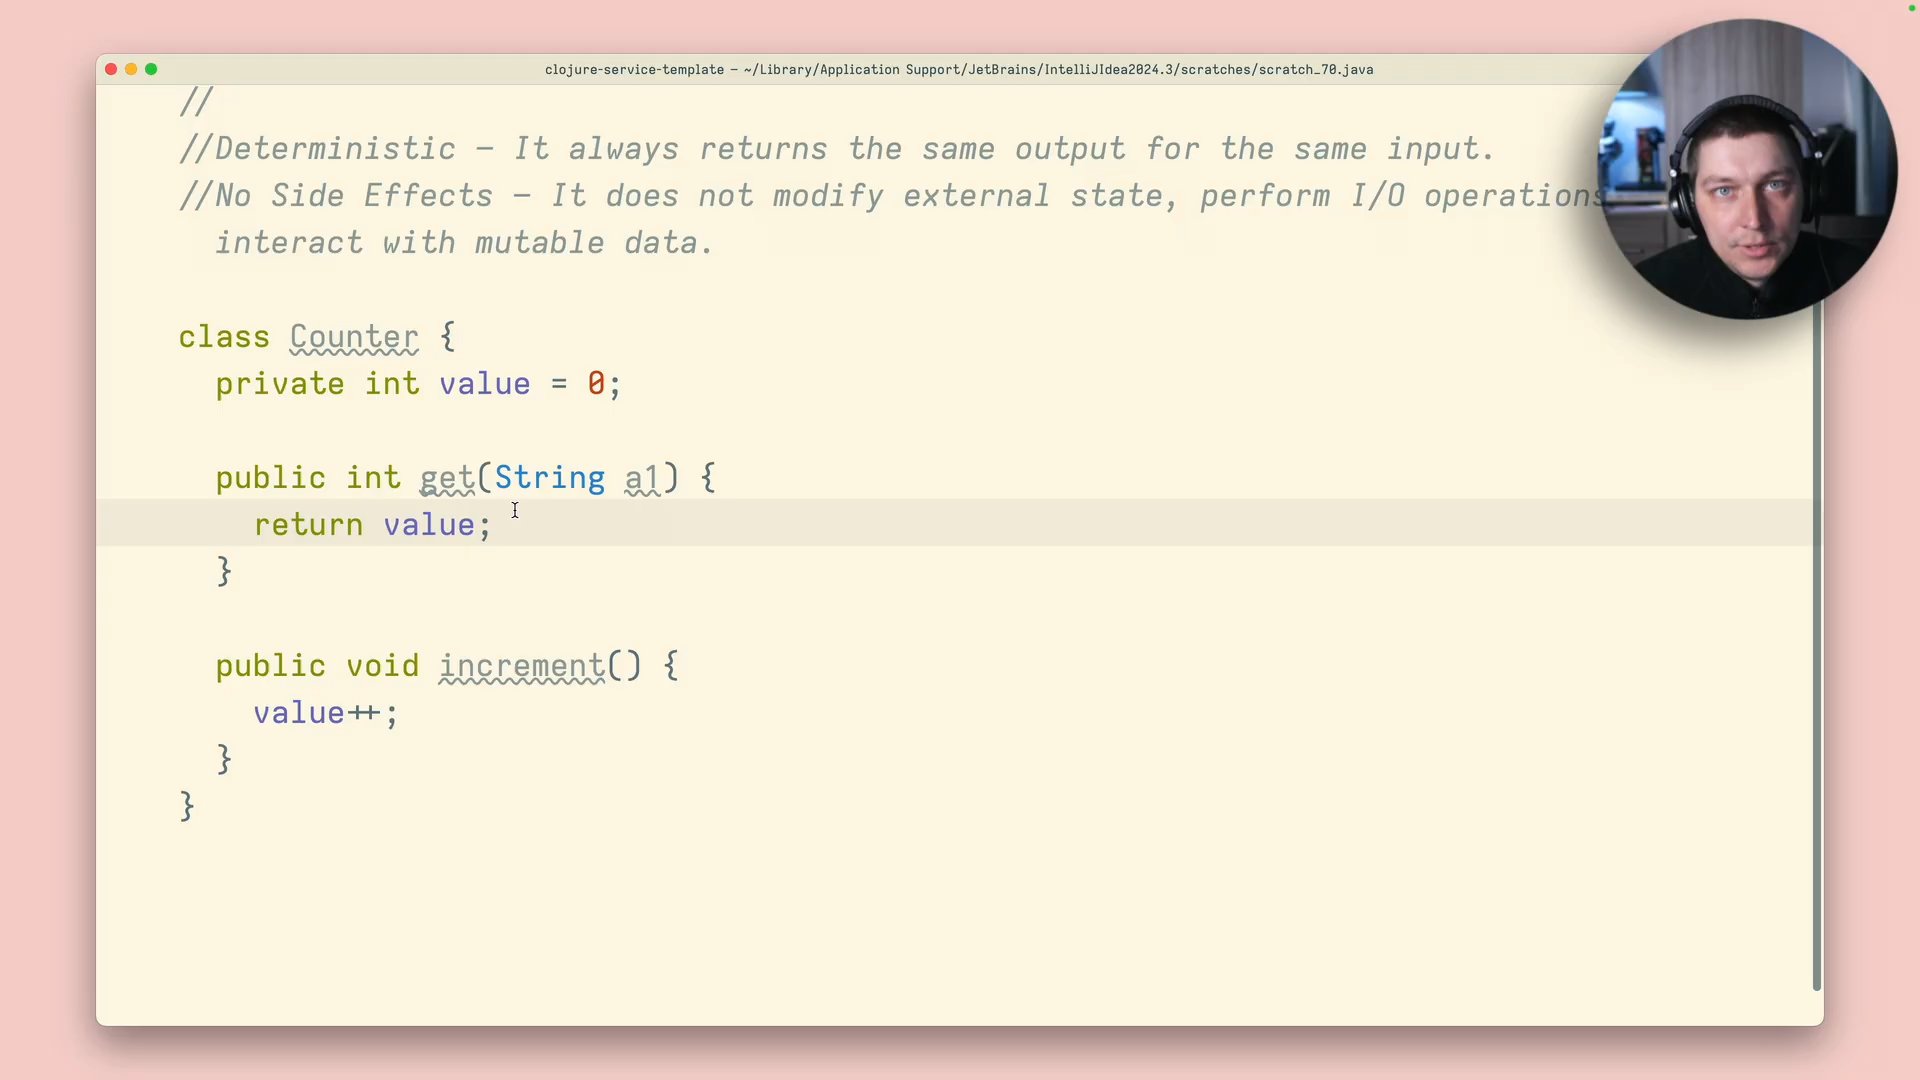 clojure-service-template – ~/Library/Application Support/JetBrains/IntelliJIdea2024.3/scratches/scratch_70.java
//
//Deterministic – It always returns the same output for the same input.
//No Side Effects – It does not modify external state, perform I/O operations
interact with mutable data.
class Counter {
private int value = 0;
public int get(String a1) {
return value;
}
public void increment() {
value++;
}
}